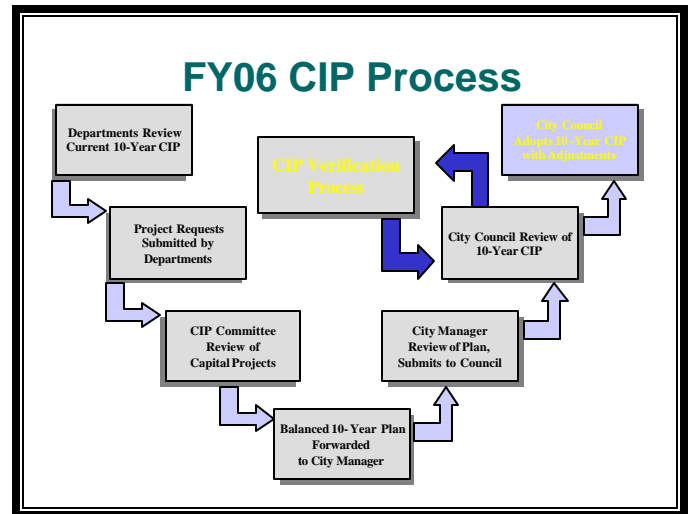 FY06 CIP Process
Departments Review
Current 10-Year CIP
Project Requests
Submitted by
Departments
CIP Committee
Review of
Capital Projects
Balanced 10- Year Plan
Forwarded
to City Manager
City Manager
Review of Plan,
Submits to Council
City Council Review of
10-Year CIP
CIP Verification
Process
City Council
Adopts 10 -Year CIP
with Adjustments